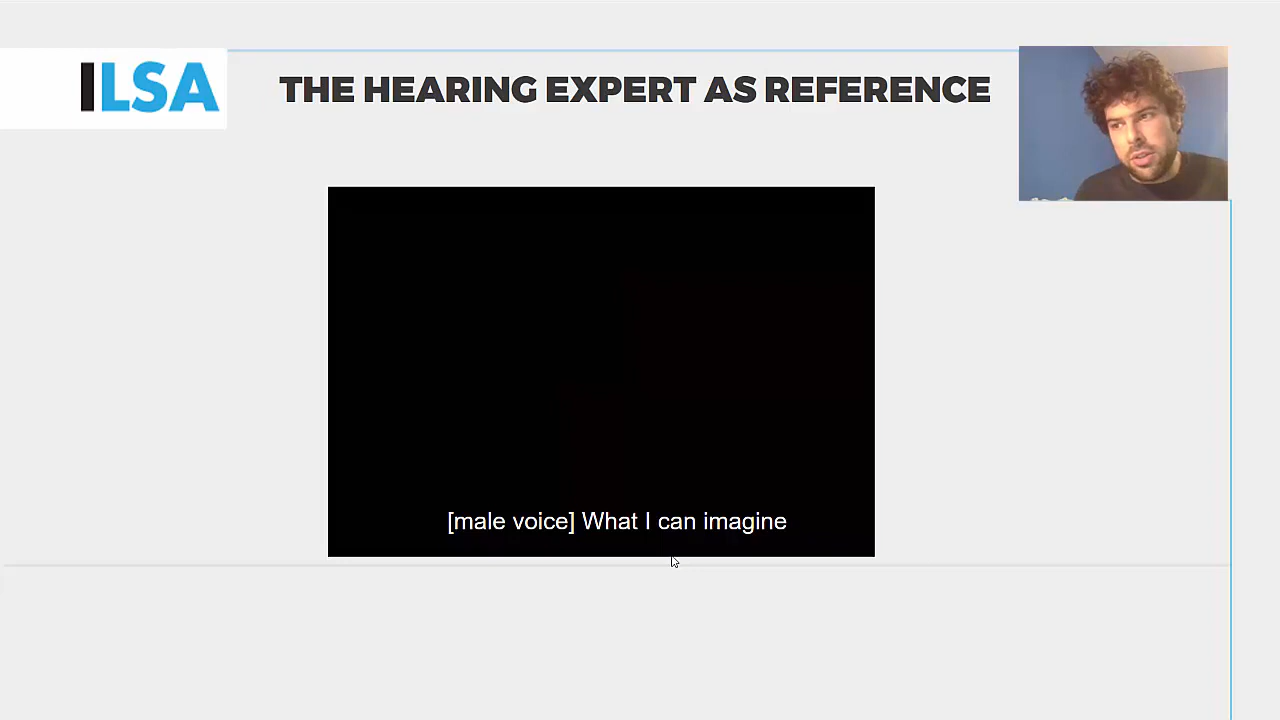 ILSA
THE HEARING EXPERT AS REFERENCE
[male voice] What I can imagine